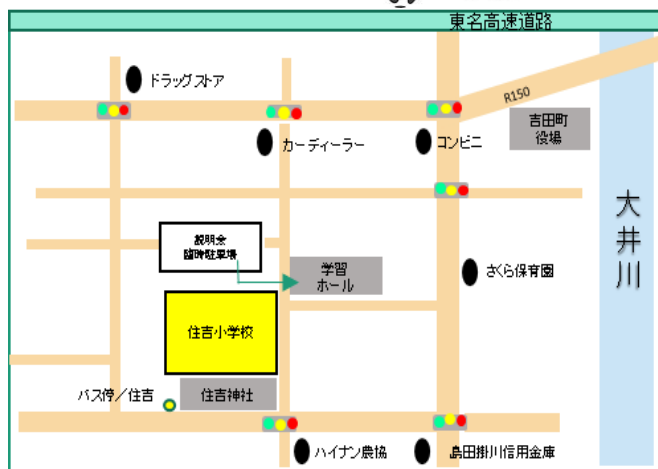 東名高速道路
ドラッグストア
R150
カーディーラー
コンビニ
吉田町
役場
大井川
説明会
臨時駐車場
学習
ホール
さくら保育園
住吉小学校
バス停/住吉
住吉神社
ハイナン農協
島田掛川信用金庫